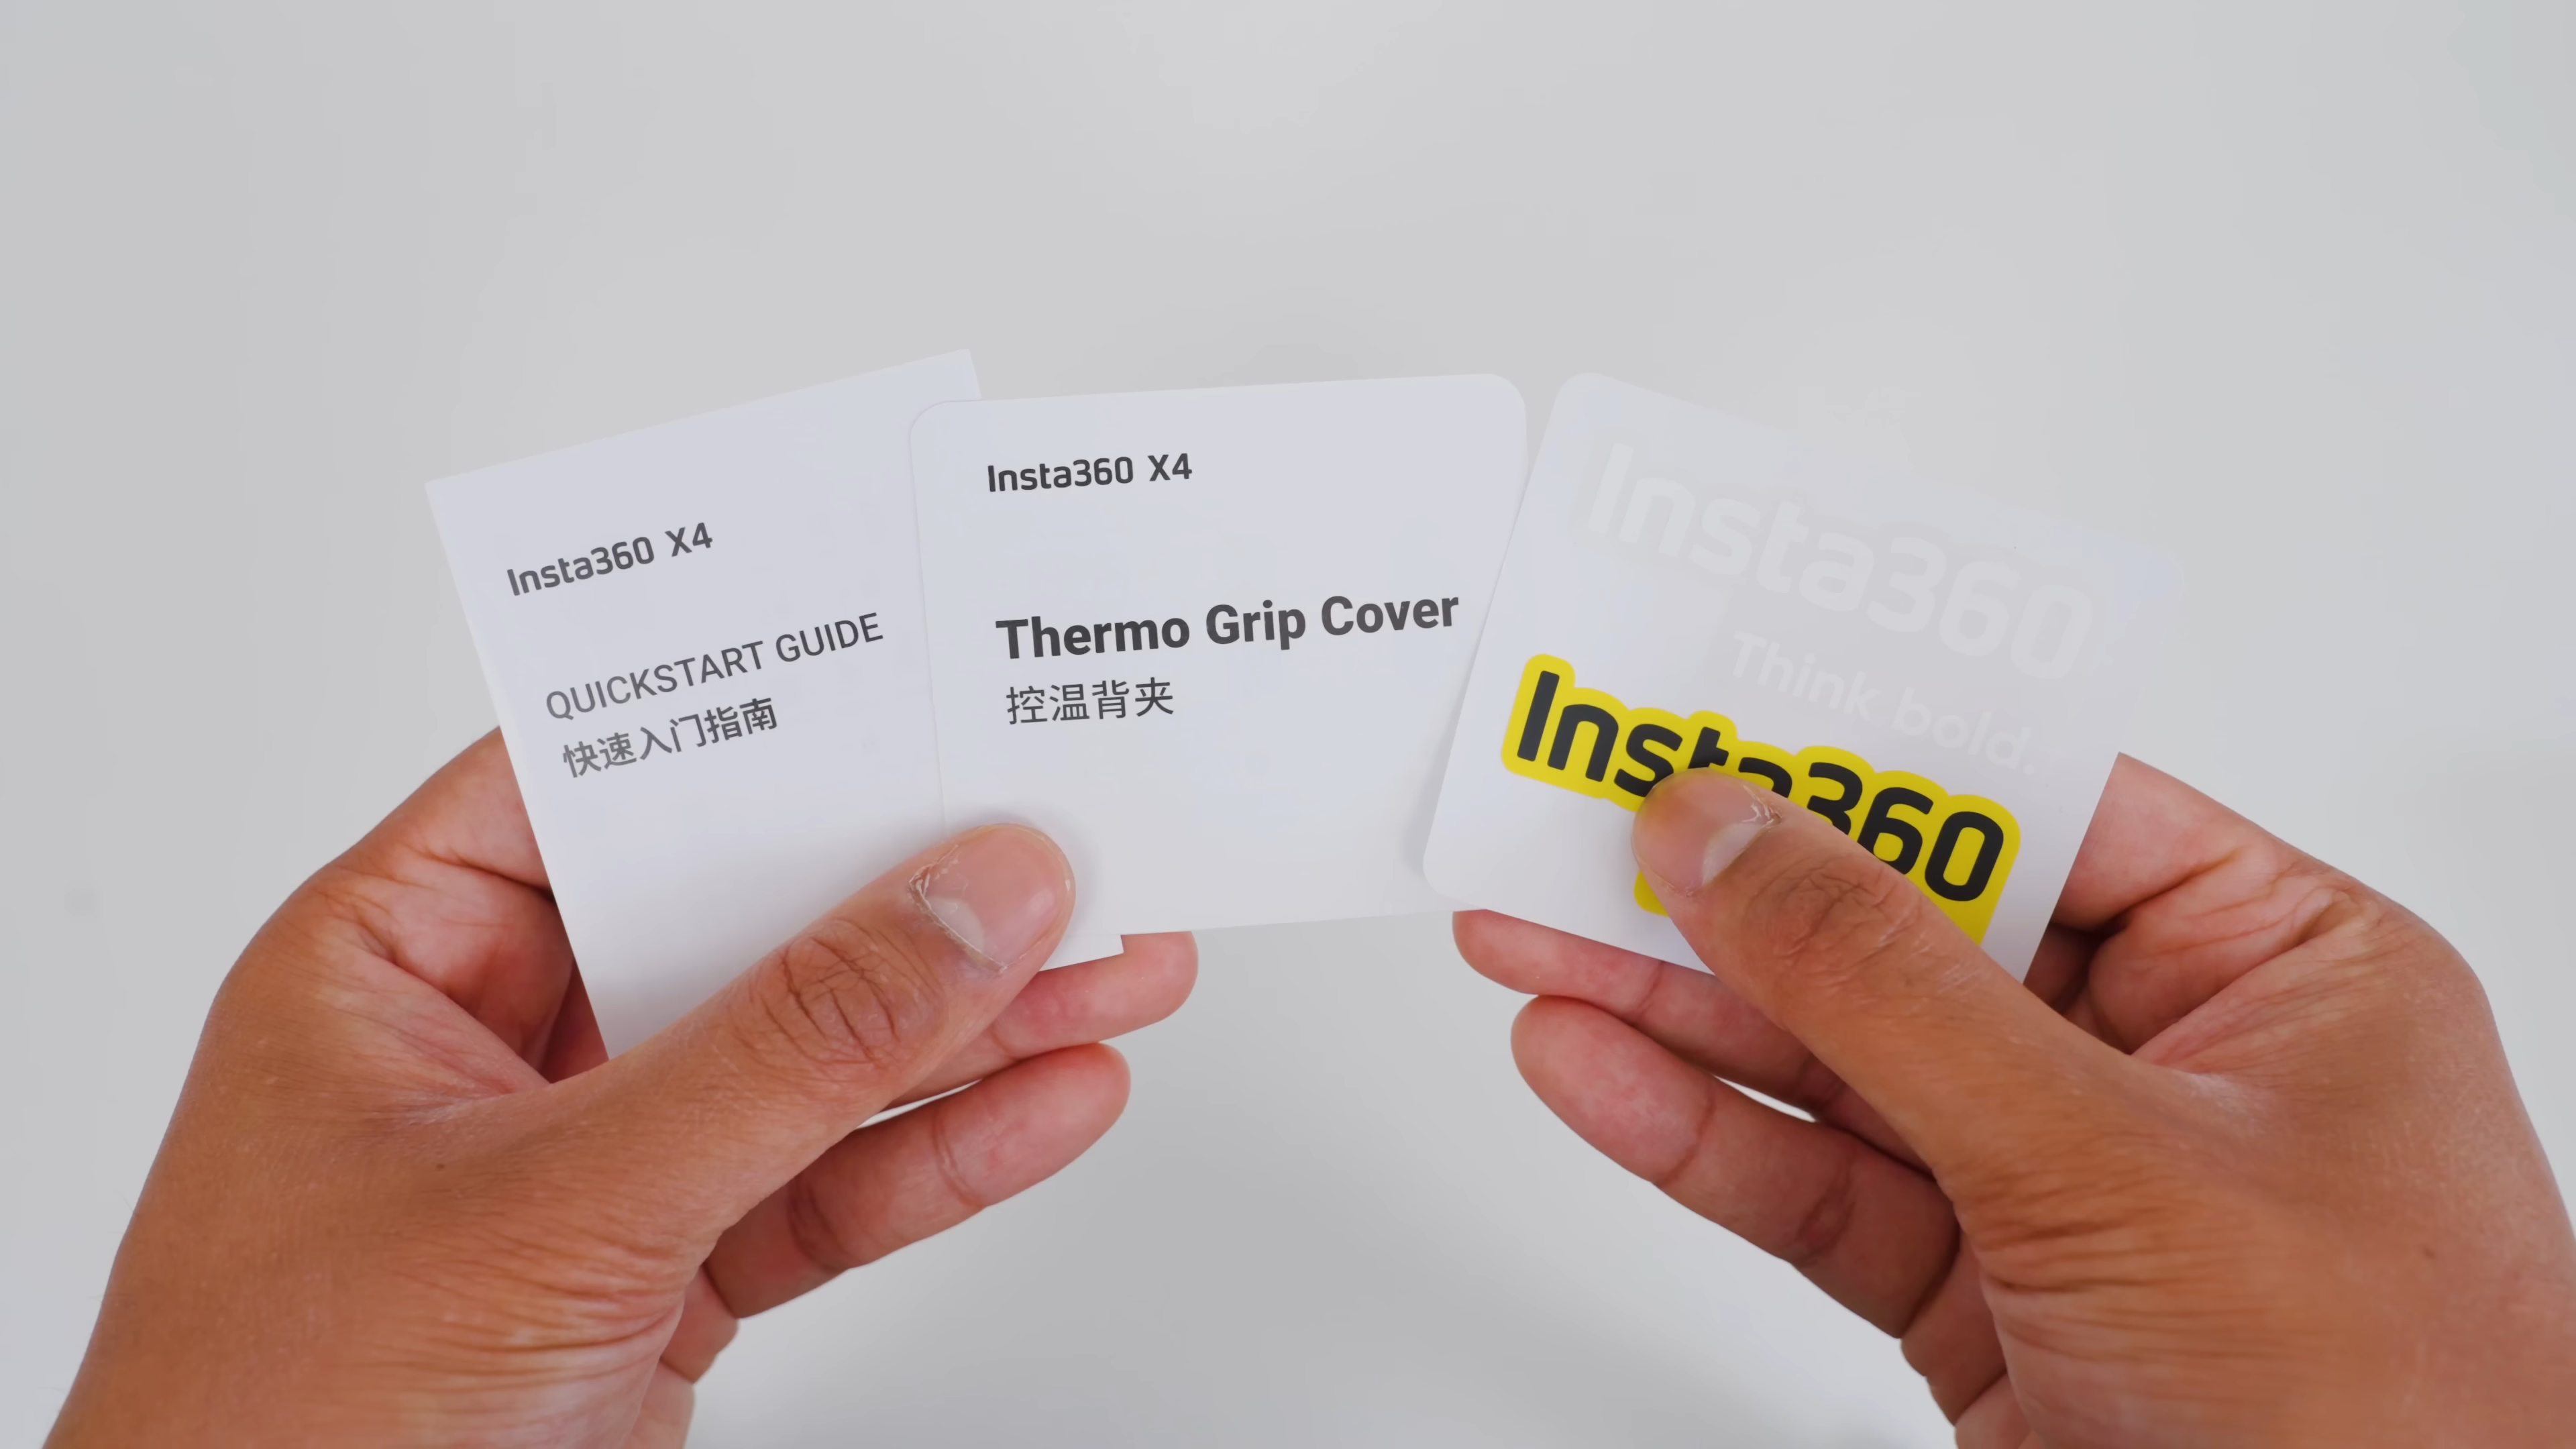 Insta360 X4
QUICKSTART GUIDE
快速入门指南
Insta360 X4
Thermo Grip Cover
控温背夹
Insta360
Think bold.
Insta360